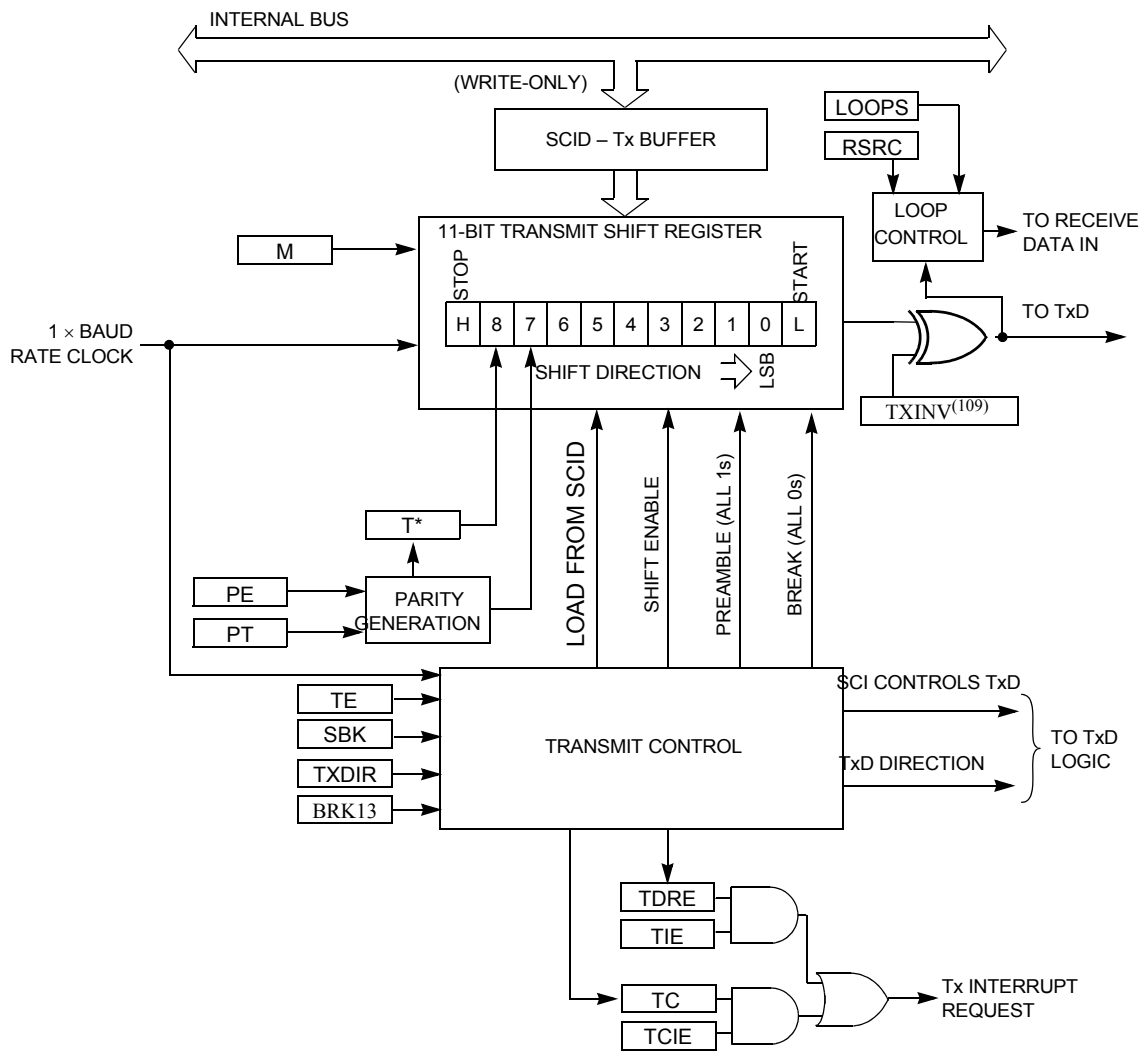 INTERNAL BUS
(WRITE-ONLY)
SCID – Tx BUFFER
LOOPS
RSRC
LOOP
CONTROL
TO RECEIVE
DATA IN
11-BIT TRANSMIT SHIFT REGISTER
M
STOP
START
H 8 7 6 5 4 3 2 1 0 L
1 × BAUD
RATE CLOCK
SHIFT DIRECTION
LSB
TO TxD
TXINV(109)
LOAD FROM SCID
SHIFT ENABLE
PREAMBLE (ALL 1s)
BREAK (ALL 0s)
T*
PE
PT
PARITY
GENERATION
TE
SBK
TXDIR
BRK13
TRANSMIT CONTROL
SCI CONTROLS TxD
TxD DIRECTION
TO TxD
LOGIC
TDRE
TIE
TC
TCIE
Tx INTERRUPT
REQUEST